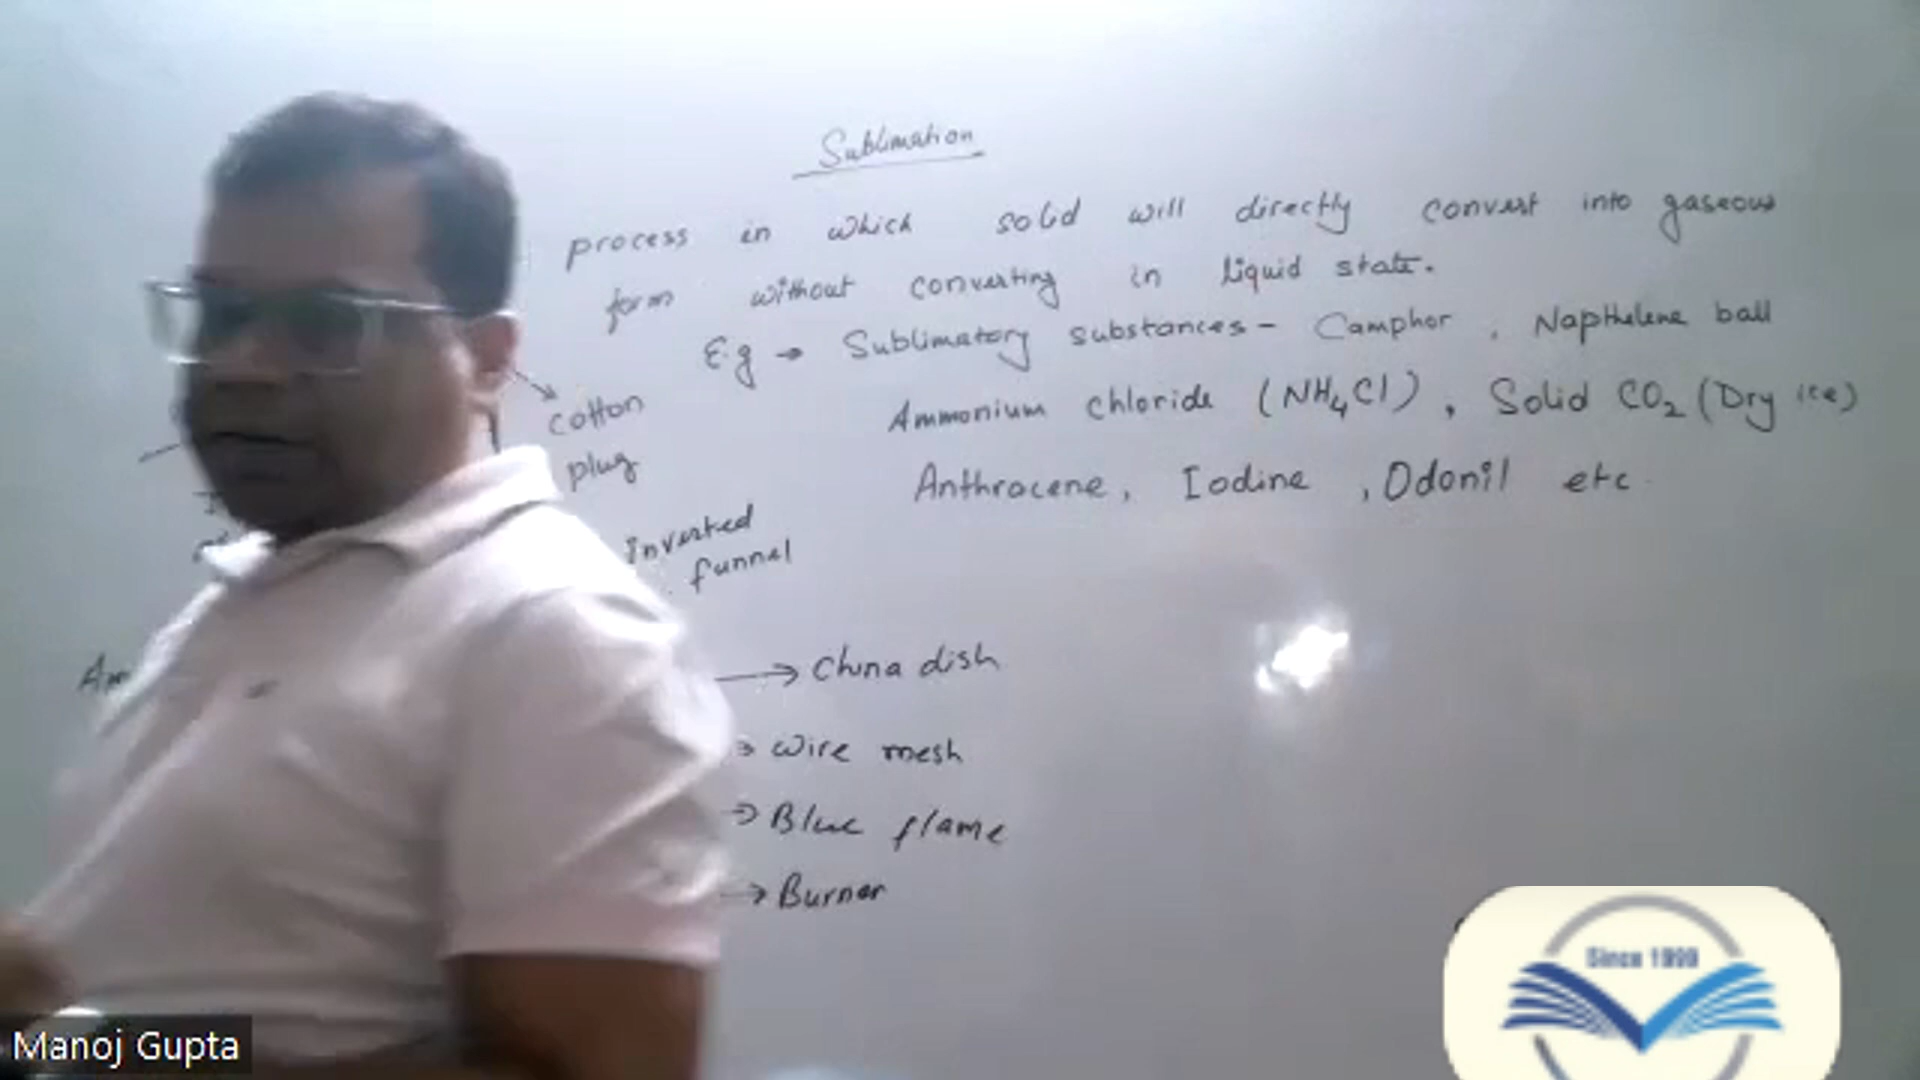 Sublimation
process in which solid will directly convert into gaseous
form without converting in liquid state.
E.g → Sublimatory substances - Camphor , Napthelene ball
Ammonium chloride (NH₄Cl) , Solid CO₂ (Dry ice)
Anthracene, Iodine , Odonil etc
cotton
plug
inverted
funnel
→ China dish
→ wire mesh
→ Blue flame
→ Burner
Since 1999
Manoj Gupta